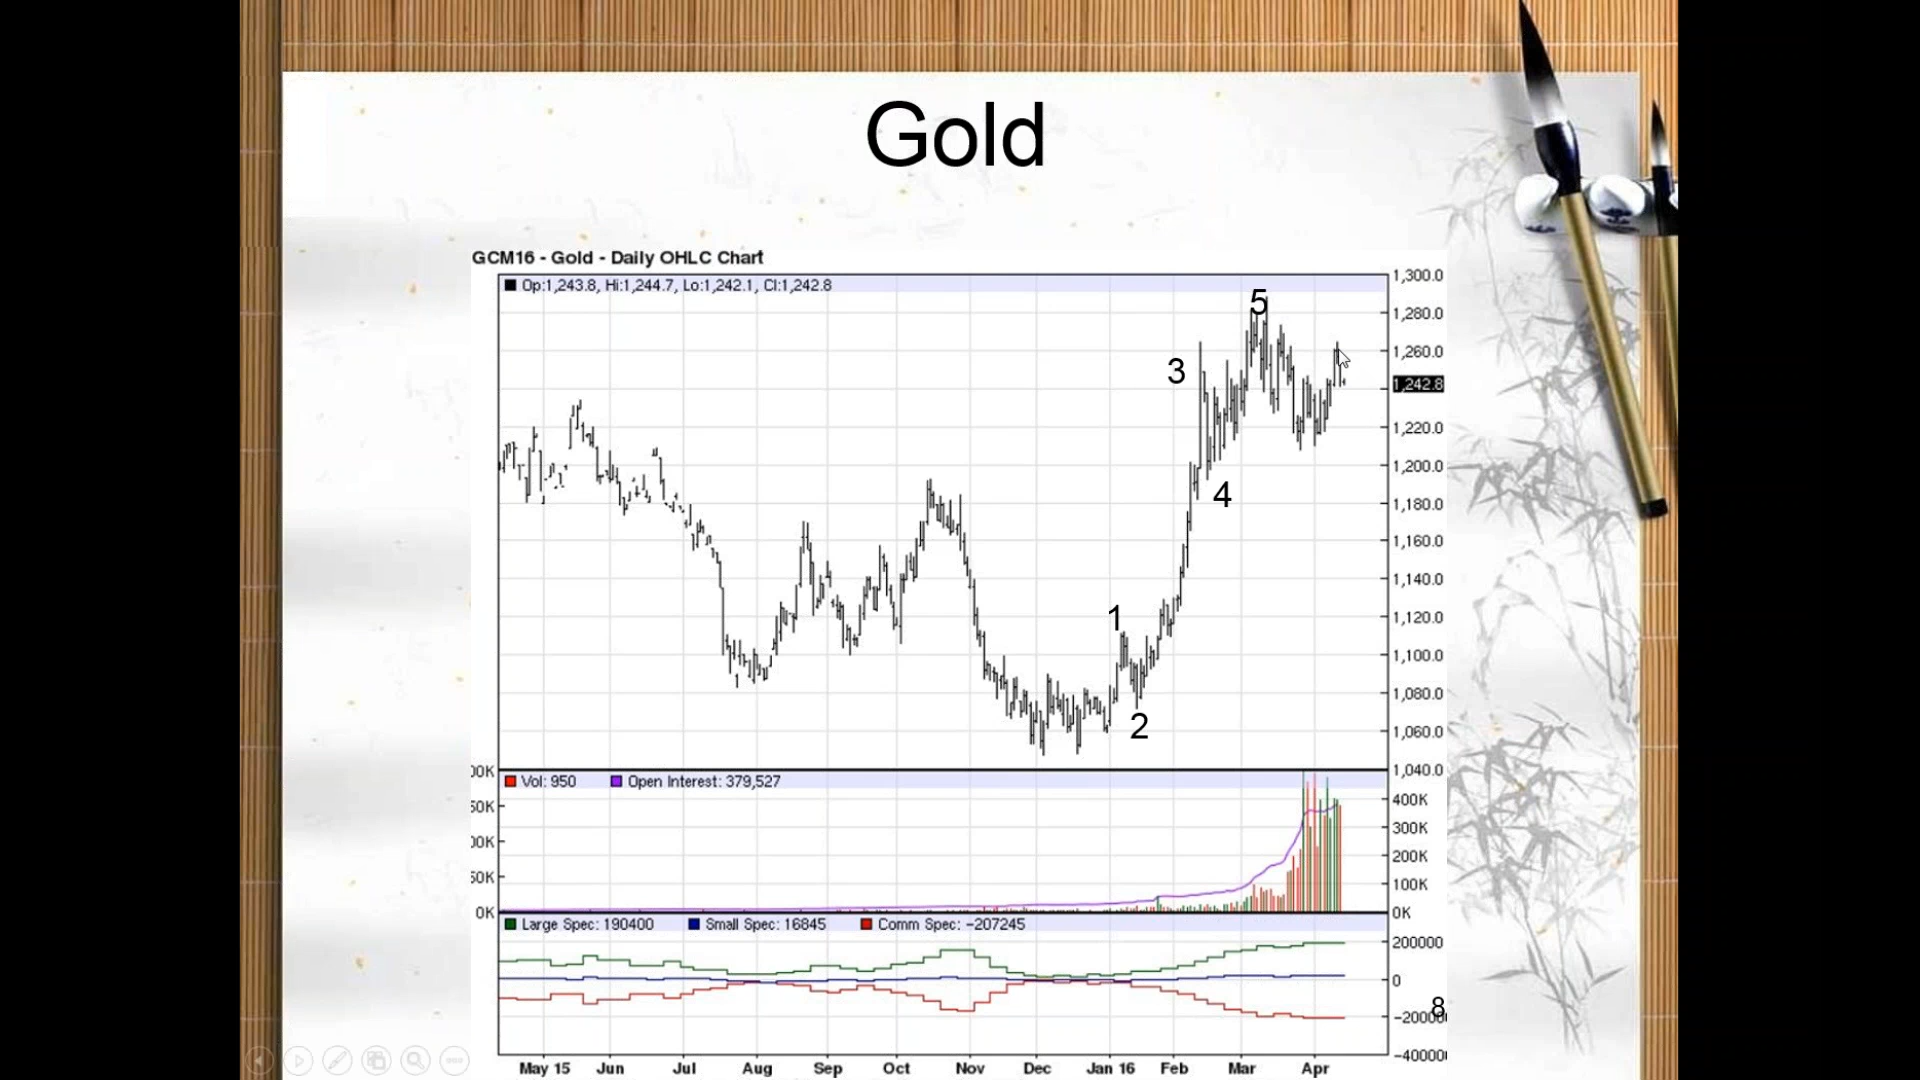 Gold
GCM16 - Gold - Daily OHLC Chart
Op:1,243.8, Hi:1,244.7, Lo:1,242.1, Cl:1,242.8
1,300.0
5
1,280.0
1,260.0
3
1,242.8
1,220.0
1,200.0
4
1,180.0
1,160.0
1,140.0
1
1,120.0
1,100.0
1,080.0
2
1,060.0
1,040.0
Vol: 950 Open Interest: 379,527
400K
300K
200K
100K
0K 0K
Large Spec: 190400 Small Spec: 16845 Comm Spec: -207245
200000
0
8
May 15 Jun Jul Aug Sep Oct Nov Dec Jan 16 Feb Mar Apr